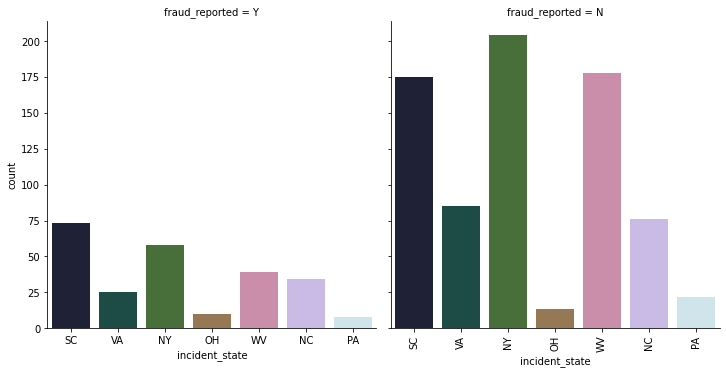 fraud_reported = Y
fraud_reported = N
200
175
150
125
100
75
50
25
0
count
SC VA NY OH WV NC PA
incident_state
SC VA NY OH WV NC PA
incident_state